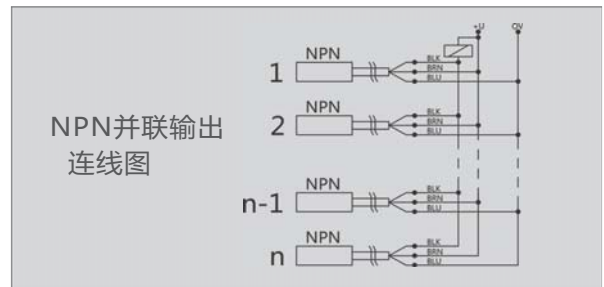 +U 0V
NPN
1
BLK
BRN
BLU
NPN
2
BLK
BRN
BLU
NPN并联输出
连线图
NPN
n-1
BLK
BRN
BLU
NPN
n
BLK
BRN
BLU